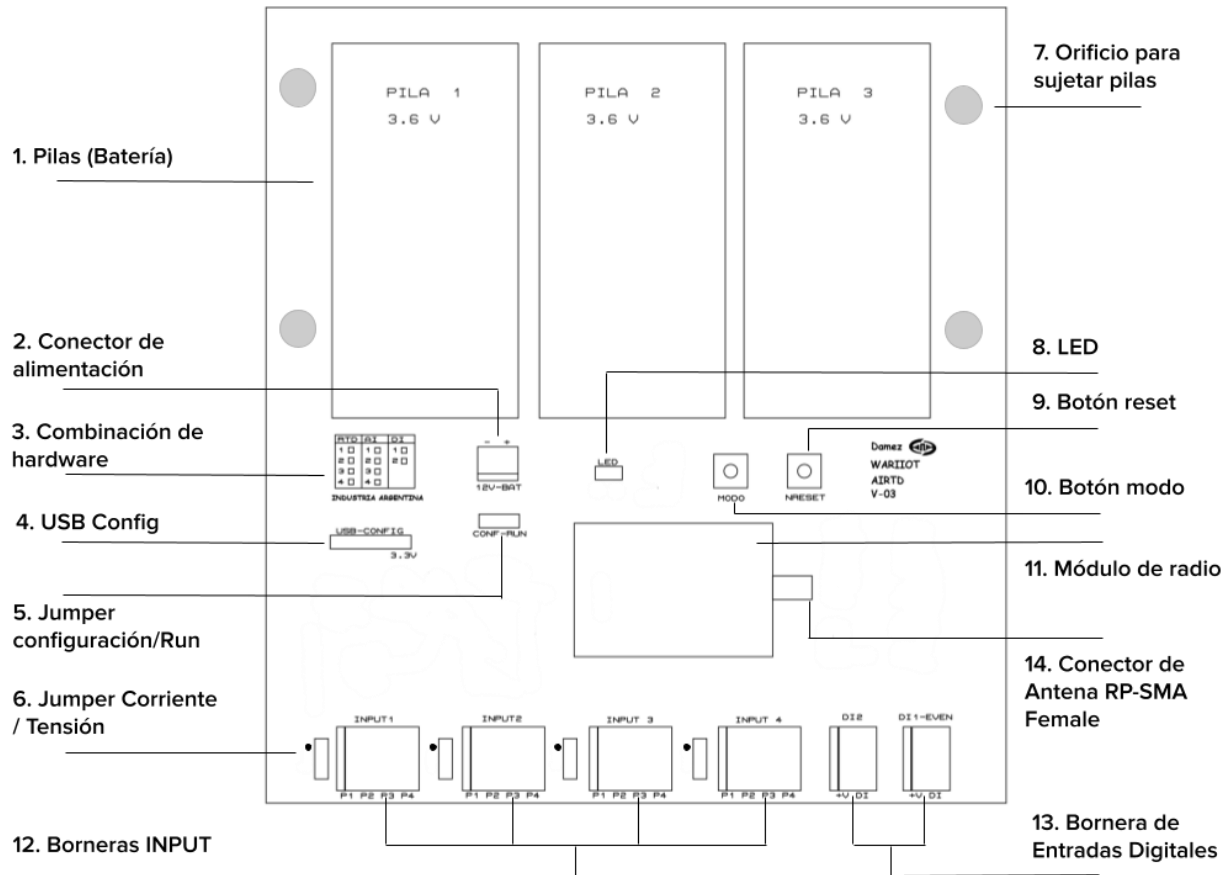 PILA 1
3.6 V
PILA 2
3.6 V
PILA 3
3.6 V
7. Orificio para
sujetar pilas
1. Pilas (Batería)
2. Conector de
alimentación
8. LED
3. Combinación de
hardware
9. Botón reset
RTD AI DI
1 1 1
2 2 2
3 3
4 4
INDUSTRIA ARGENTINA
- +
12V-BAT
LED
MODO
NRESET
Damez
WARIIOT
AIRTD
V-03
10. Botón modo
4. USB Config
USB-CONFIG
3.3V
CONF-RUN
11. Módulo de radio
5. Jumper
configuración/Run
14. Conector de
Antena RP-SMA
Female
6. Jumper Corriente
/ Tensión
INPUT1
INPUT2
INPUT 3
INPUT 4
DI2
DI1-EVEN
P1 P2 P3 P4
P1 P2 P3 P4
P1 P2 P3 P4
P1 P2 P3 P4
+V DI
+V DI
12. Borneras INPUT
13. Bornera de
Entradas Digitales